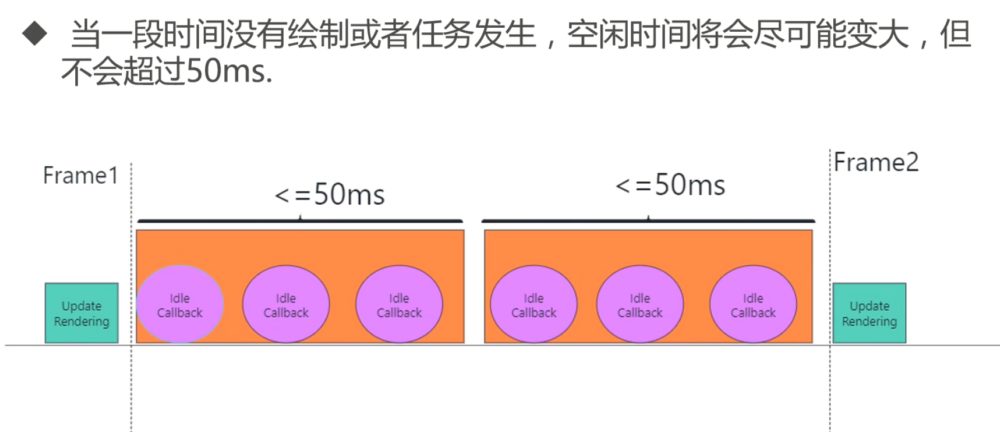 ◆ 当一段时间没有绘制或者任务发生，空闲时间将会尽可能变大，但
不会超过50ms.
Frame1
<=50ms
<=50ms
Frame2
Update
Rendering
Idle
Callback
Idle
Callback
Idle
Callback
Idle
Callback
Idle
Callback
Idle
Callback
Update
Rendering